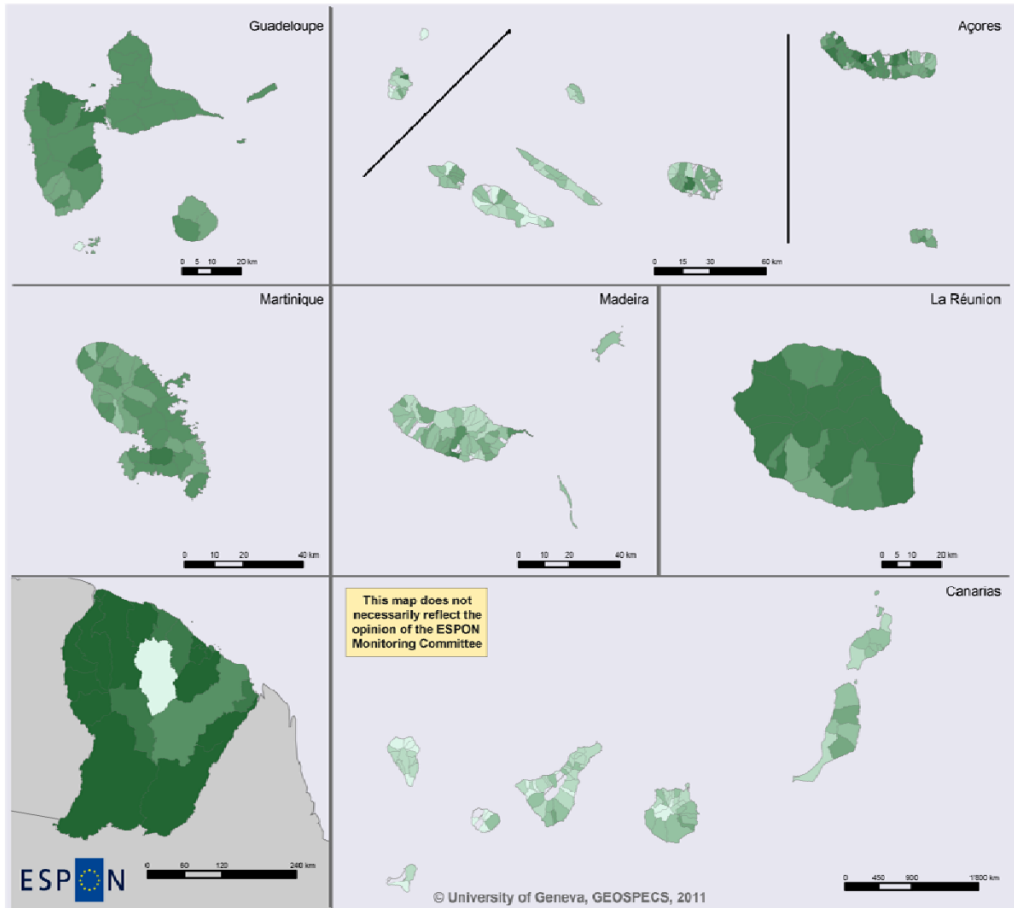 Guadeloupe
Açores
0 5 10 20 km
0 15 30 60 km
Martinique
Madeira
La Réunion
0 10 20 40 km
0 10 20 40 km
0 5 10 20 km
This map does not
necessarily reflect the
opinion of the ESPON
Monitoring Committee
Canarias
ESPON
0 60 120 240 km
© University of Geneva, GEOSPECS, 2011
0 450 900 1'800 km